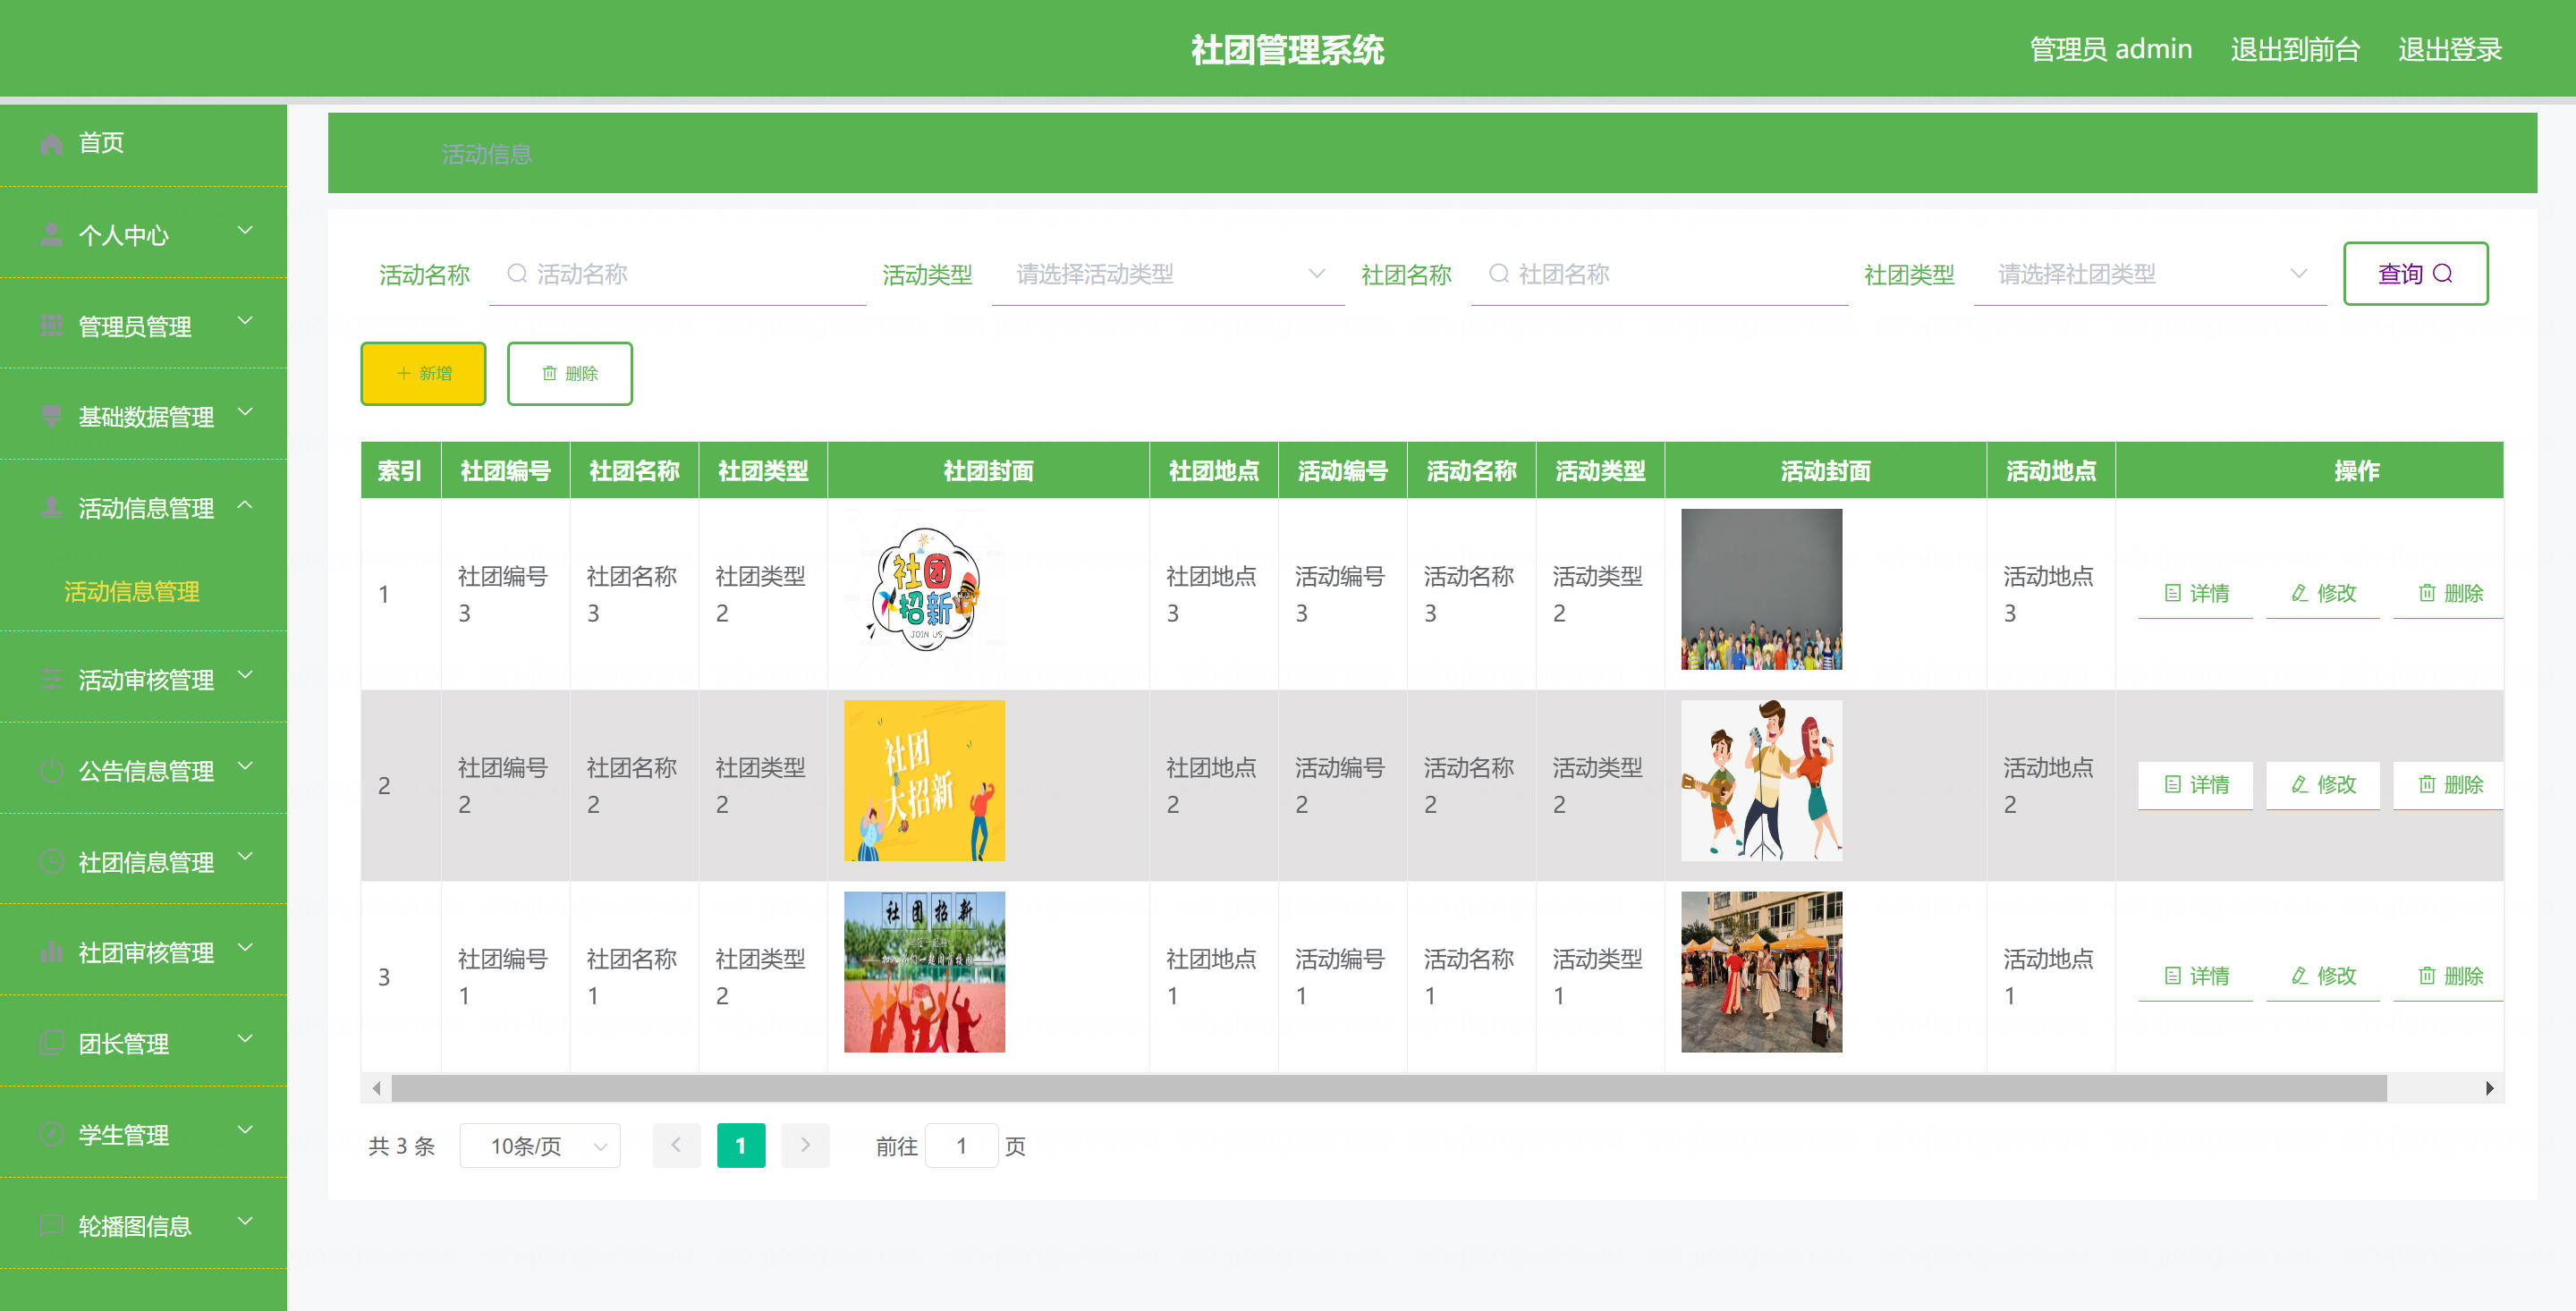 社团管理系统
管理员 admin 退出到前台 退出登录
首页
个人中心
管理员管理
基础数据管理
活动信息管理
活动信息管理
活动审核管理
公告信息管理
社团信息管理
社团审核管理
团长管理
学生管理
轮播图信息
活动信息
活动名称 活动名称 活动类型 请选择活动类型 社团名称 社团名称 社团类型 请选择社团类型 查询
新增 删除
索引 社团编号 社团名称 社团类型 社团封面 社团地点 活动编号 活动名称 活动类型 活动封面 活动地点 操作
1 社团编号3 社团名称3 社团类型2 社团招新 JOIN US 社团地点3 活动编号3 活动名称3 活动类型2 活动地点3 详情 修改 删除
2 社团编号2 社团名称2 社团类型2 社团大招新 社团地点2 活动编号2 活动名称2 活动类型2 活动地点2 详情 修改 删除
3 社团编号1 社团名称1 社团类型2 社团招新 社团地点1 活动编号1 活动名称1 活动类型1 活动地点1 详情 修改 删除
共 3 条 10条/页 1 前往 1 页